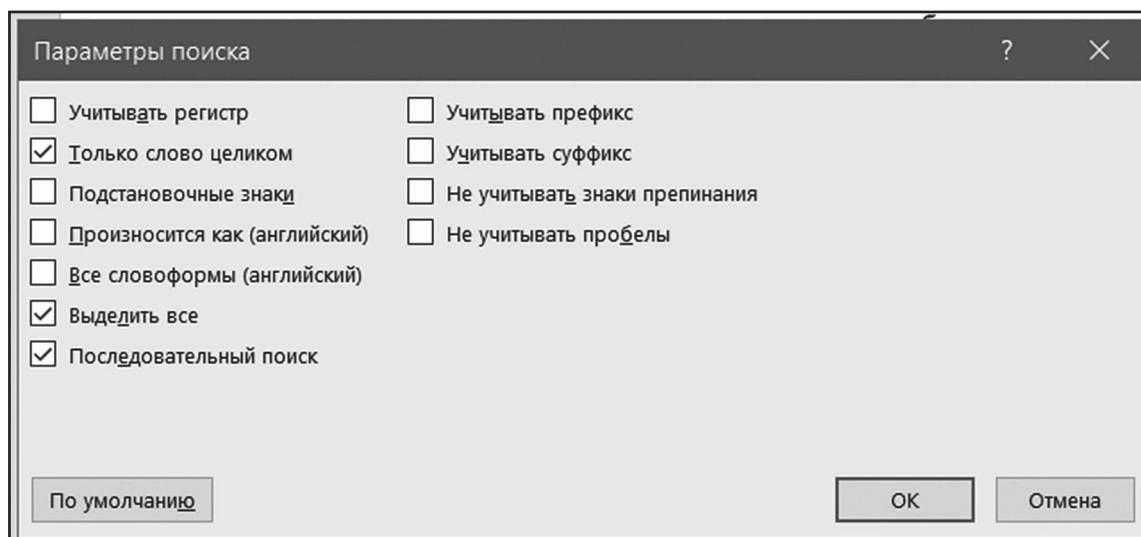 Параметры поиска
Учитывать регистр
Только слово целиком
Подстановочные знаки
Произносится как (английский)
Все словоформы (английский)
Выделить все
Последовательный поиск
Учитывать префикс
Учитывать суффикс
Не учитывать знаки препинания
Не учитывать пробелы
По умолчанию
ОК
Отмена